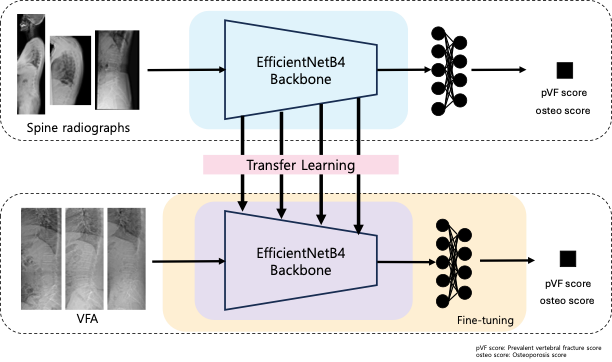 EfficientNetB4
Backbone
pVF score
osteo score
Spine radiographs
Transfer Learning
EfficientNetB4
Backbone
pVF score
osteo score
VFA
Fine-tuning
pVF score: Prevalent vertebral fracture score
osteo score: Osteoporosis score